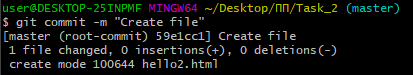 user@DESKTOP-25INPMF MINGW64 ~/Desktop/ПП/Task_2 (master)
$ git commit -m "Create file"
[master (root-commit) 59e1cc1] Create file
 1 file changed, 0 insertions(+), 0 deletions(-)
 create mode 100644 hello2.html